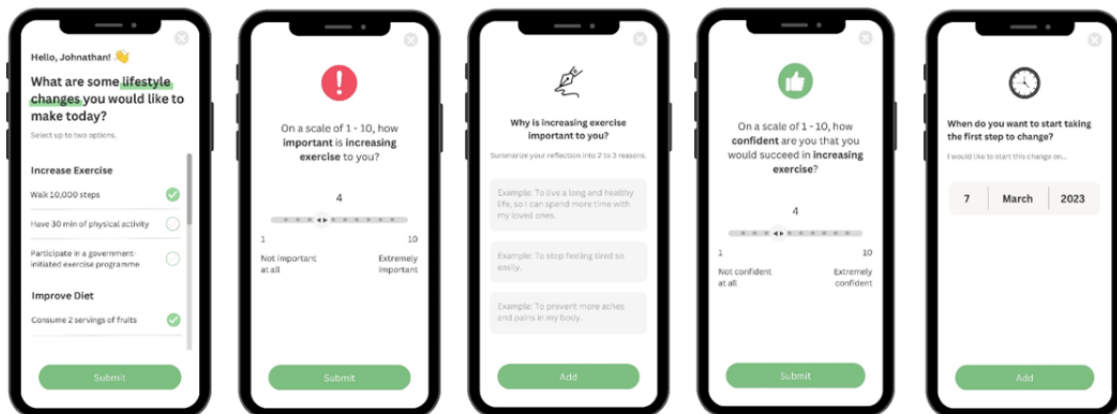 Hello, Johnathan! 👋
What are some lifestyle
changes you would like to
make today?
Select up to two options.
Increase Exercise
Walk 10,000 steps
Have 30 min of physical activity
Participate in a government-
initiated exercise programme
Improve Diet
Consume 2 servings of fruits
Submit
On a scale of 1 - 10, how
important is increasing
exercise to you?
4
1 10
Not important Extremely
at all important
Submit
Why is increasing exercise
important to you?
Summarize your reflection into 2 to 3 reasons.
Example: To live a long and healthy
life, so I can spend more time with
my loved ones.
Example: To stop feeling tired so
easily.
Example: To prevent more aches
and pains in my body.
Add
On a scale of 1 - 10, how
confident are you that you
would succeed in increasing
exercise?
4
1 10
Not confident Extremely
at all confident
Submit
When do you want to start taking
the first step to change?
I would like to start this change on...
7 March 2023
Add